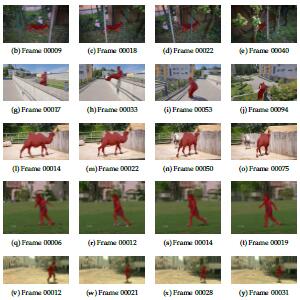 (b) Frame 00009 (c) Frame 00018 (d) Frame 00022 (e) Frame 00040
(g) Frame 00017 (h) Frame 00033 (i) Frame 00053 (j) Frame 00094
(l) Frame 00014 (m) Frame 00022 (n) Frame 00050 (o) Frame 00075
(q) Frame 00006 (r) Frame 00012 (s) Frame 00014 (t) Frame 00019
(v) Frame 00012 (w) Frame 00021 (x) Frame 00028 (y) Frame 00031